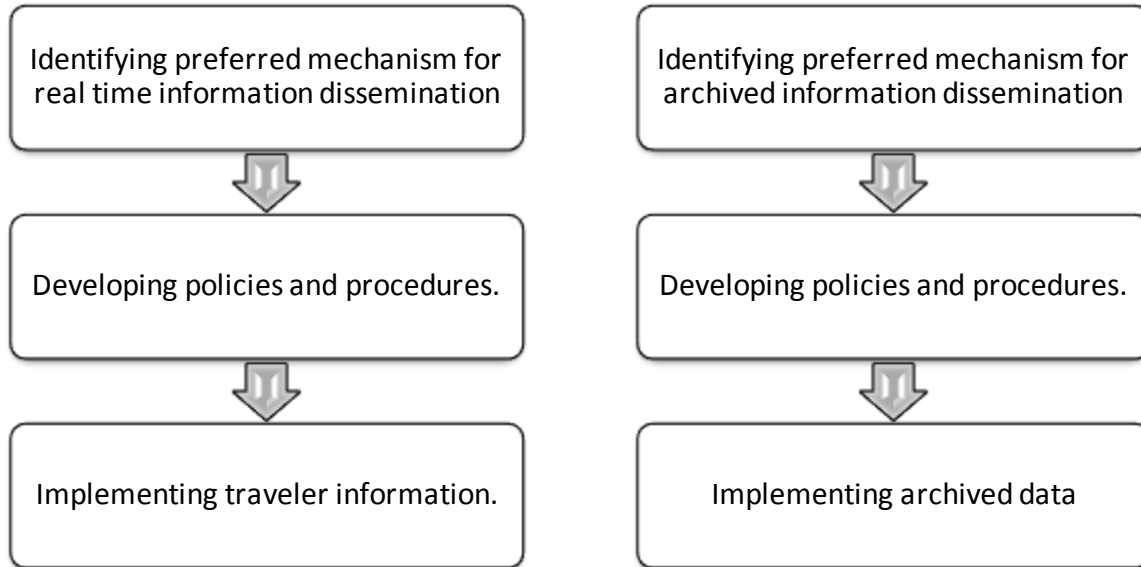 Identifying preferred mechanism for
real time information dissemination
Developing policies and procedures.
Implementing traveler information.
Identifying preferred mechanism for
archived information dissemination
Developing policies and procedures.
Implementing archived data